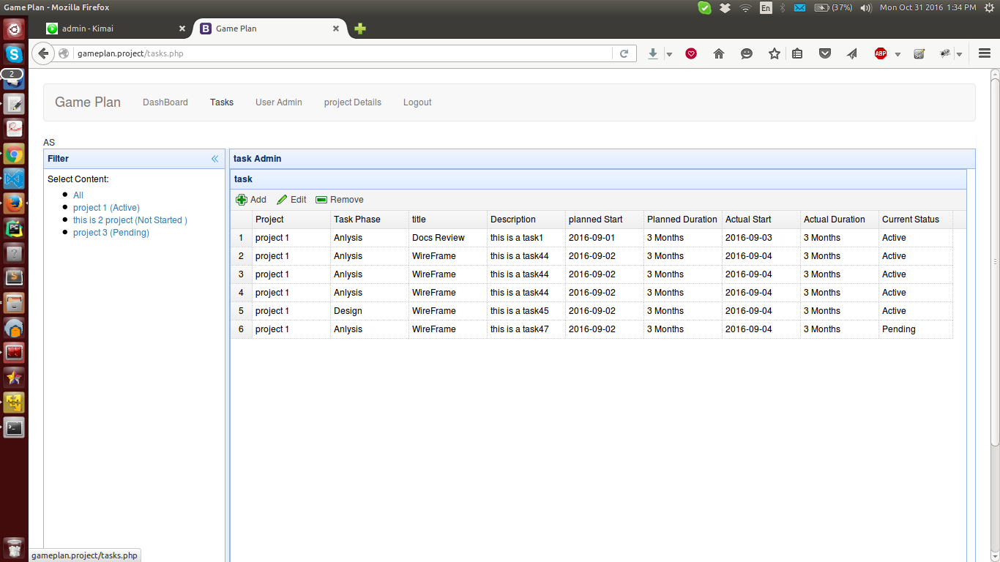 Game Plan - Mozilla Firefox
En
(37%)
Mon Oct 31 2016 1:34 PM
admin - Kimai
B
Game Plan
gameplan.project/tasks.php
ABP
2
Game Plan DashBoard Tasks User Admin project Details Logout
AS
Filter
Select Content:
All
project 1 (Active)
this is 2 project (Not Started )
project 3 (Pending)
task Admin
task
Add Edit Remove
Project Task Phase title Description planned Start Planned Duration Actual Start Actual Duration Current Status
1 project 1 Anlysis Docs Review this is a task1 2016-09-01 3 Months 2016-09-03 3 Months Active
2 project 1 Anlysis WireFrame this is a task44 2016-09-02 3 Months 2016-09-04 3 Months Active
3 project 1 Anlysis WireFrame this is a task44 2016-09-02 3 Months 2016-09-04 3 Months Active
4 project 1 Anlysis WireFrame this is a task44 2016-09-02 3 Months 2016-09-04 3 Months Active
5 project 1 Design WireFrame this is a task45 2016-09-02 3 Months 2016-09-04 3 Months Active
6 project 1 Anlysis WireFrame this is a task47 2016-09-02 3 Months 2016-09-04 3 Months Pending
gameplan.project/tasks.php